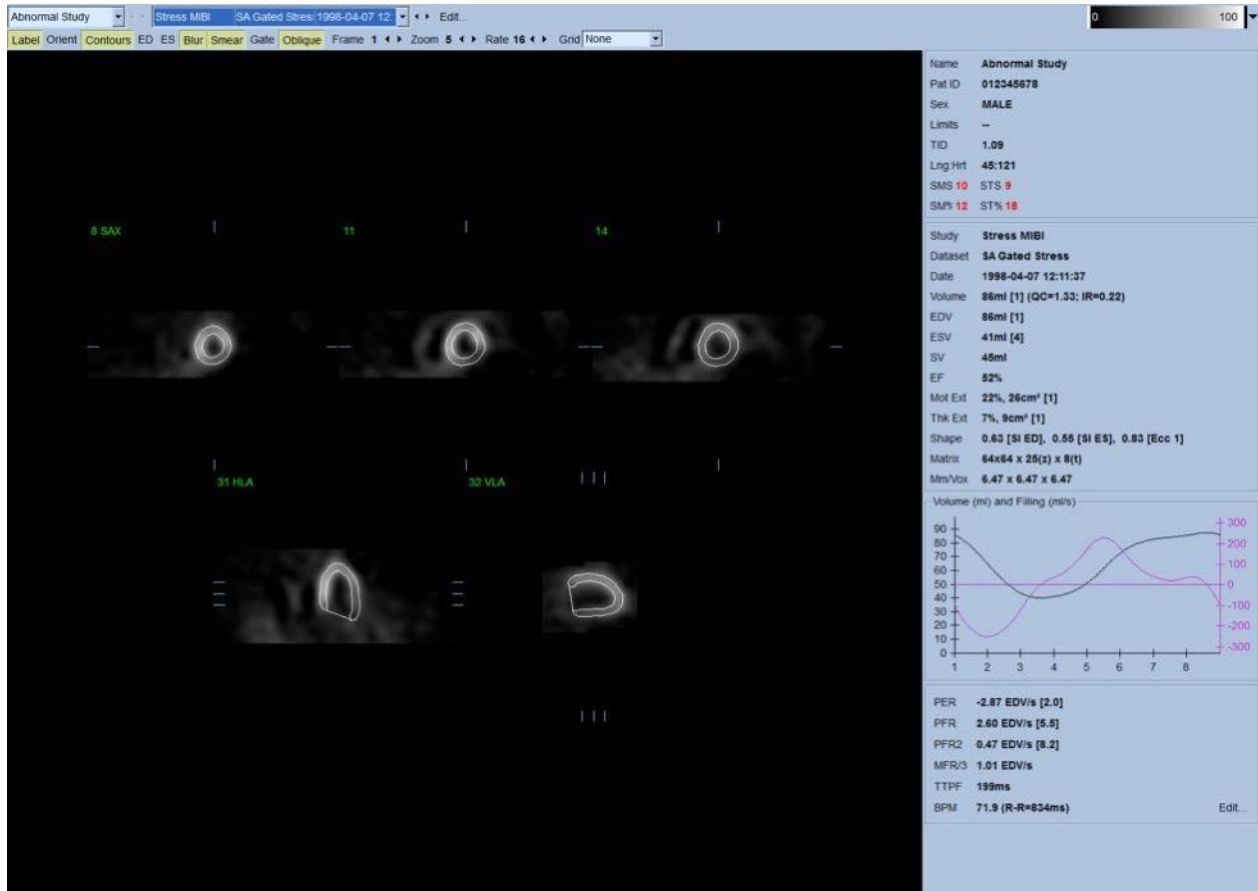 Abnormal Study Stress MIBI SA Gated Stres 1998-04-07 12: Edit... 0 100
Label Orient Contours ED ES Blur Smear Gate Oblique Frame 1 Zoom 5 Rate 16 Grid None
Name Abnormal Study
Pat ID 012345678
Sex MALE
Limits --
TID 1.09
Lng:Hrt 45:121
SMS 10 STS 9
SM% 12 ST% 18
8 SAX 11 14
Study Stress MIBI
Dataset SA Gated Stress
Date 1998-04-07 12:11:37
Volume 86ml [1] (QC=1.33; IR=0.22)
EDV 86ml [1]
ESV 41ml [4]
SV 45ml
EF 52%
Mot Ext 22%, 26cm² [1]
Thk Ext 7%, 9cm² [1]
Shape 0.63 [SI ED], 0.55 [SI ES], 0.83 [Ecc 1]
Matrix 64x64 x 25(z) x 8(t)
Mm/Vox 6.47 x 6.47 x 6.47
31 HLA 32 VLA
Volume (ml) and Filling (ml/s)
90
80
70
60
50
40
30
20
10
0
300
200
100
0
-100
-200
-300
1 2 3 4 5 6 7 8
PER -2.87 EDV/s [2.0]
PFR 2.60 EDV/s [5.5]
PFR2 0.47 EDV/s [8.2]
MFR/3 1.01 EDV/s
TTPF 199ms
BPM 71.9 (R-R=834ms) Edit...